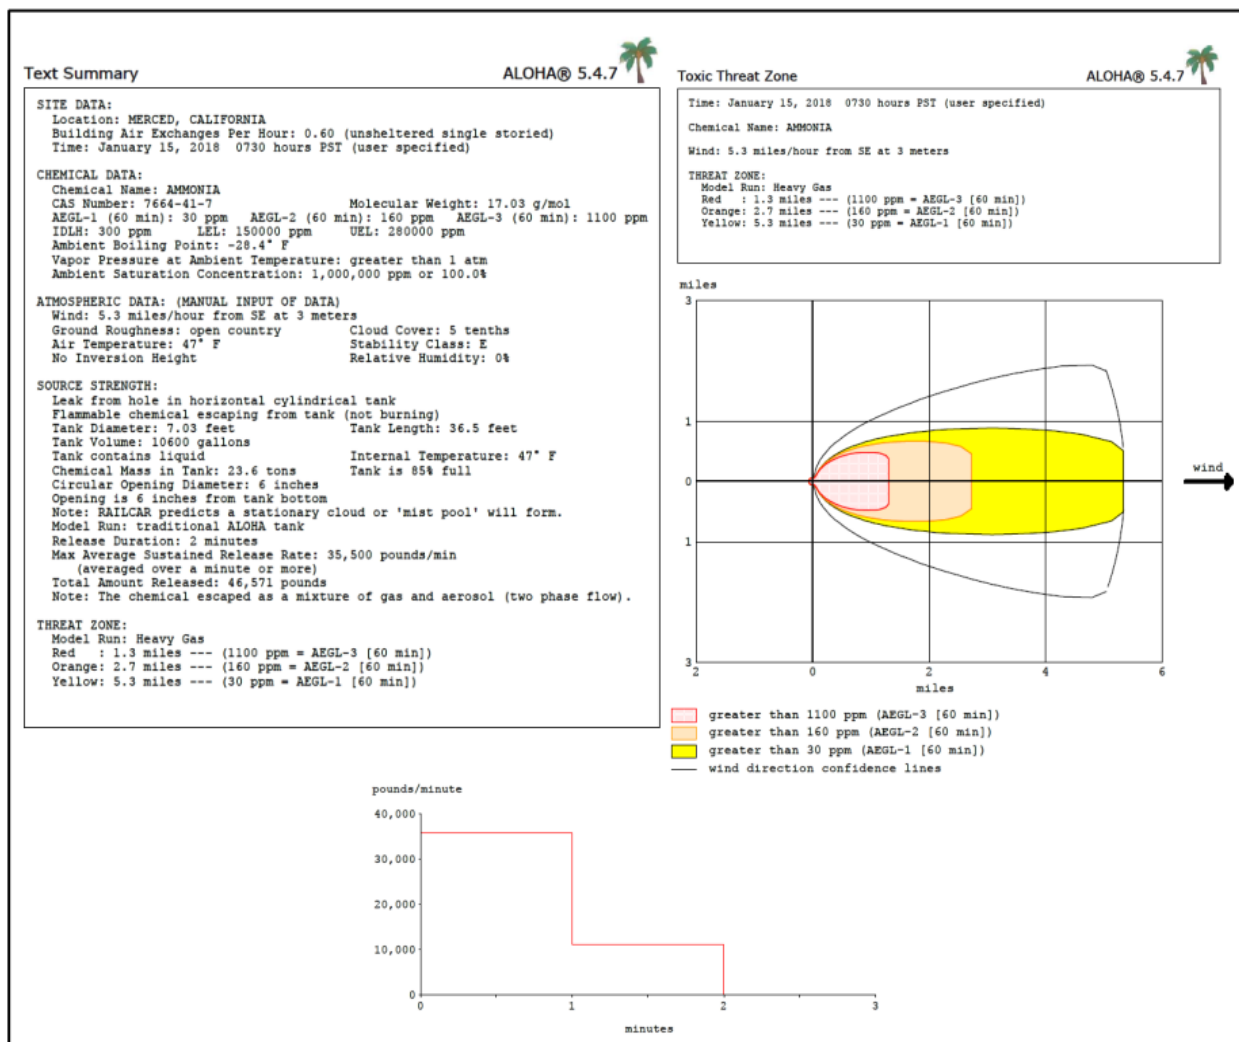 Text Summary
ALOHA® 5.4.7
SITE DATA:
Location: MERCED, CALIFORNIA
Building Air Exchanges Per Hour: 0.60 (unsheltered single storied)
Time: January 15, 2018  0730 hours PST (user specified)
CHEMICAL DATA:
Chemical Name: AMMONIA
CAS Number: 7664-41-7 Molecular Weight: 17.03 g/mol
AEGL-1 (60 min): 30 ppm  AEGL-2 (60 min): 160 ppm  AEGL-3 (60 min): 1100 ppm
IDLH: 300 ppm LEL: 150000 ppm UEL: 280000 ppm
Ambient Boiling Point: -28.4° F
Vapor Pressure at Ambient Temperature: greater than 1 atm
Ambient Saturation Concentration: 1,000,000 ppm or 100.0%
ATMOSPHERIC DATA: (MANUAL INPUT OF DATA)
Wind: 5.3 miles/hour from SE at 3 meters
Ground Roughness: open country Cloud Cover: 5 tenths
Air Temperature: 47° F Stability Class: E
No Inversion Height Relative Humidity: 0%
SOURCE STRENGTH:
Leak from hole in horizontal cylindrical tank
Flammable chemical escaping from tank (not burning)
Tank Diameter: 7.03 feet Tank Length: 36.5 feet
Tank Volume: 10600 gallons
Tank contains liquid Internal Temperature: 47° F
Chemical Mass in Tank: 23.6 tons Tank is 85% full
Circular Opening Diameter: 6 inches
Opening is 6 inches from tank bottom
Note: RAILCAR predicts a stationary cloud or 'mist pool' will form.
Model Run: traditional ALOHA tank
Release Duration: 2 minutes
Max Average Sustained Release Rate: 35,500 pounds/min
(averaged over a minute or more)
Total Amount Released: 46,571 pounds
Note: The chemical escaped as a mixture of gas and aerosol (two phase flow).
THREAT ZONE:
Model Run: Heavy Gas
Red   : 1.3 miles --- (1100 ppm = AEGL-3 [60 min])
Orange: 2.7 miles --- (160 ppm = AEGL-2 [60 min])
Yellow: 5.3 miles --- (30 ppm = AEGL-1 [60 min])
Toxic Threat Zone
ALOHA® 5.4.7
Time: January 15, 2018  0730 hours PST (user specified)
Chemical Name: AMMONIA
Wind: 5.3 miles/hour from SE at 3 meters
THREAT ZONE:
Model Run: Heavy Gas
Red   : 1.3 miles --- (1100 ppm = AEGL-3 [60 min])
Orange: 2.7 miles --- (160 ppm = AEGL-2 [60 min])
Yellow: 5.3 miles --- (30 ppm = AEGL-1 [60 min])
miles
3
1
0
1
3
2 0 2 4 6
miles
wind
greater than 1100 ppm (AEGL-3 [60 min])
greater than 160 ppm (AEGL-2 [60 min])
greater than 30 ppm (AEGL-1 [60 min])
wind direction confidence lines
pounds/minute
40,000
30,000
20,000
10,000
0
0 1 2 3
minutes